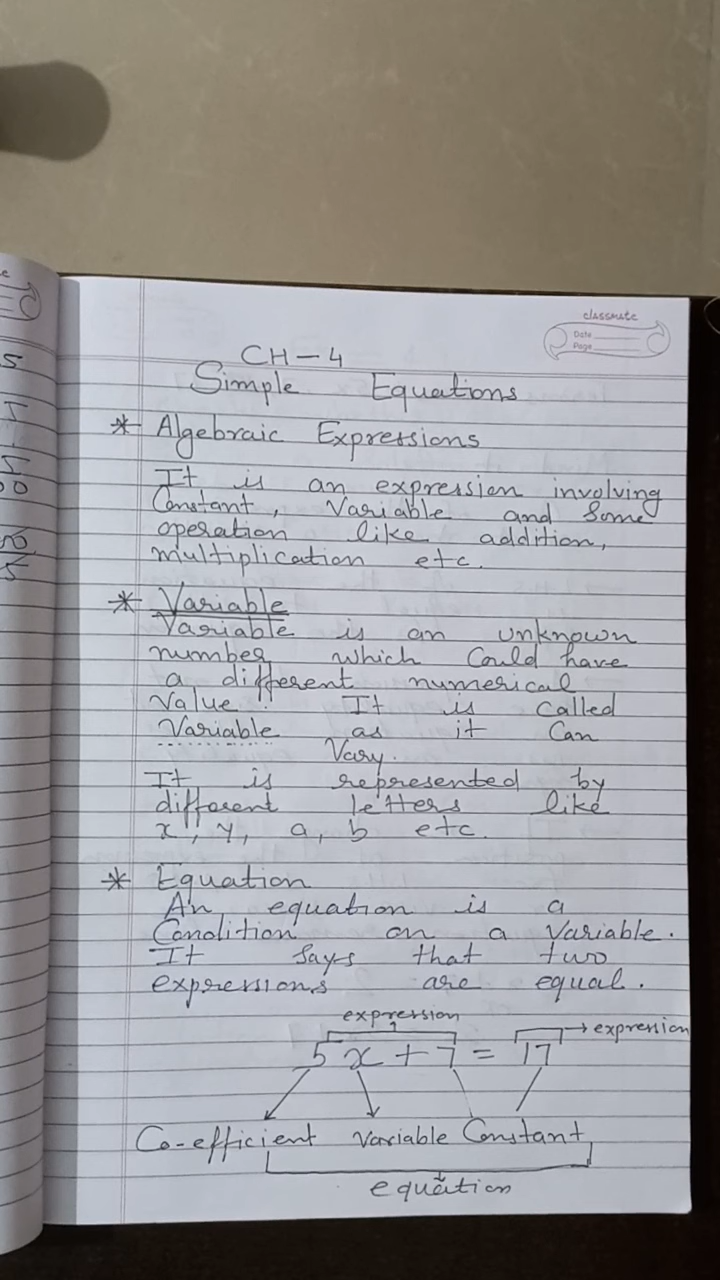 classmate
Date
Page
CH-4
Simple Equations
* Algebraic Expressions
It is an expression involving
Constant, Variable and Some
operation like addition,
multiplication etc.
* Variable
Variable is an unknown
number which Could have
a different numerical
Value. It is Called
Variable as it Can
Vary.
It is represented by
different letters like
x, y, a, b etc.
* Equation
An equation is a
Condition on a Variable.
It Says that two
expressions are equal.
expression
→ expression
5x + 7 = 17
Co-efficient Variable Constant
equation